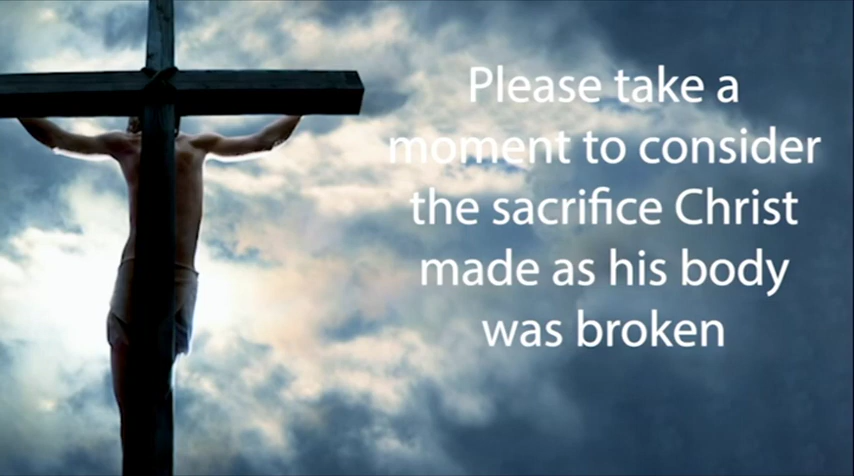 Please take a
moment to consider
the sacrifice Christ
made as his body
was broken